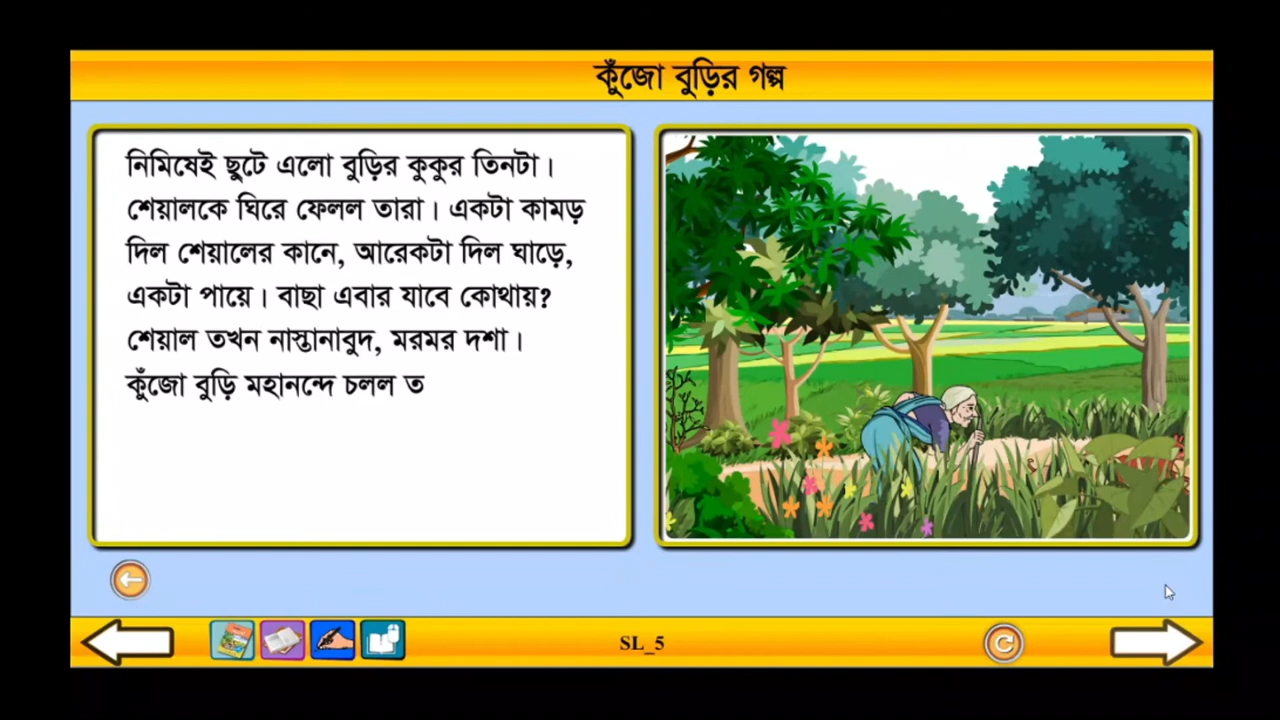 কুঁজো বুড়ির গল্প
নিমিষেই ছুটে এলো বুড়ির কুকুর তিনটা।
শেয়ালকে ঘিরে ফেলল তারা। একটা কামড়
দিল শেয়ালের কানে, আরেকটা দিল ঘাড়ে,
একটা পায়ে। বাছা এবার যাবে কোথায়?
শেয়াল তখন নাস্তানাবুদ, মরমর দশা।
কুঁজো বুড়ি মহানন্দে চলল ত
SL_5